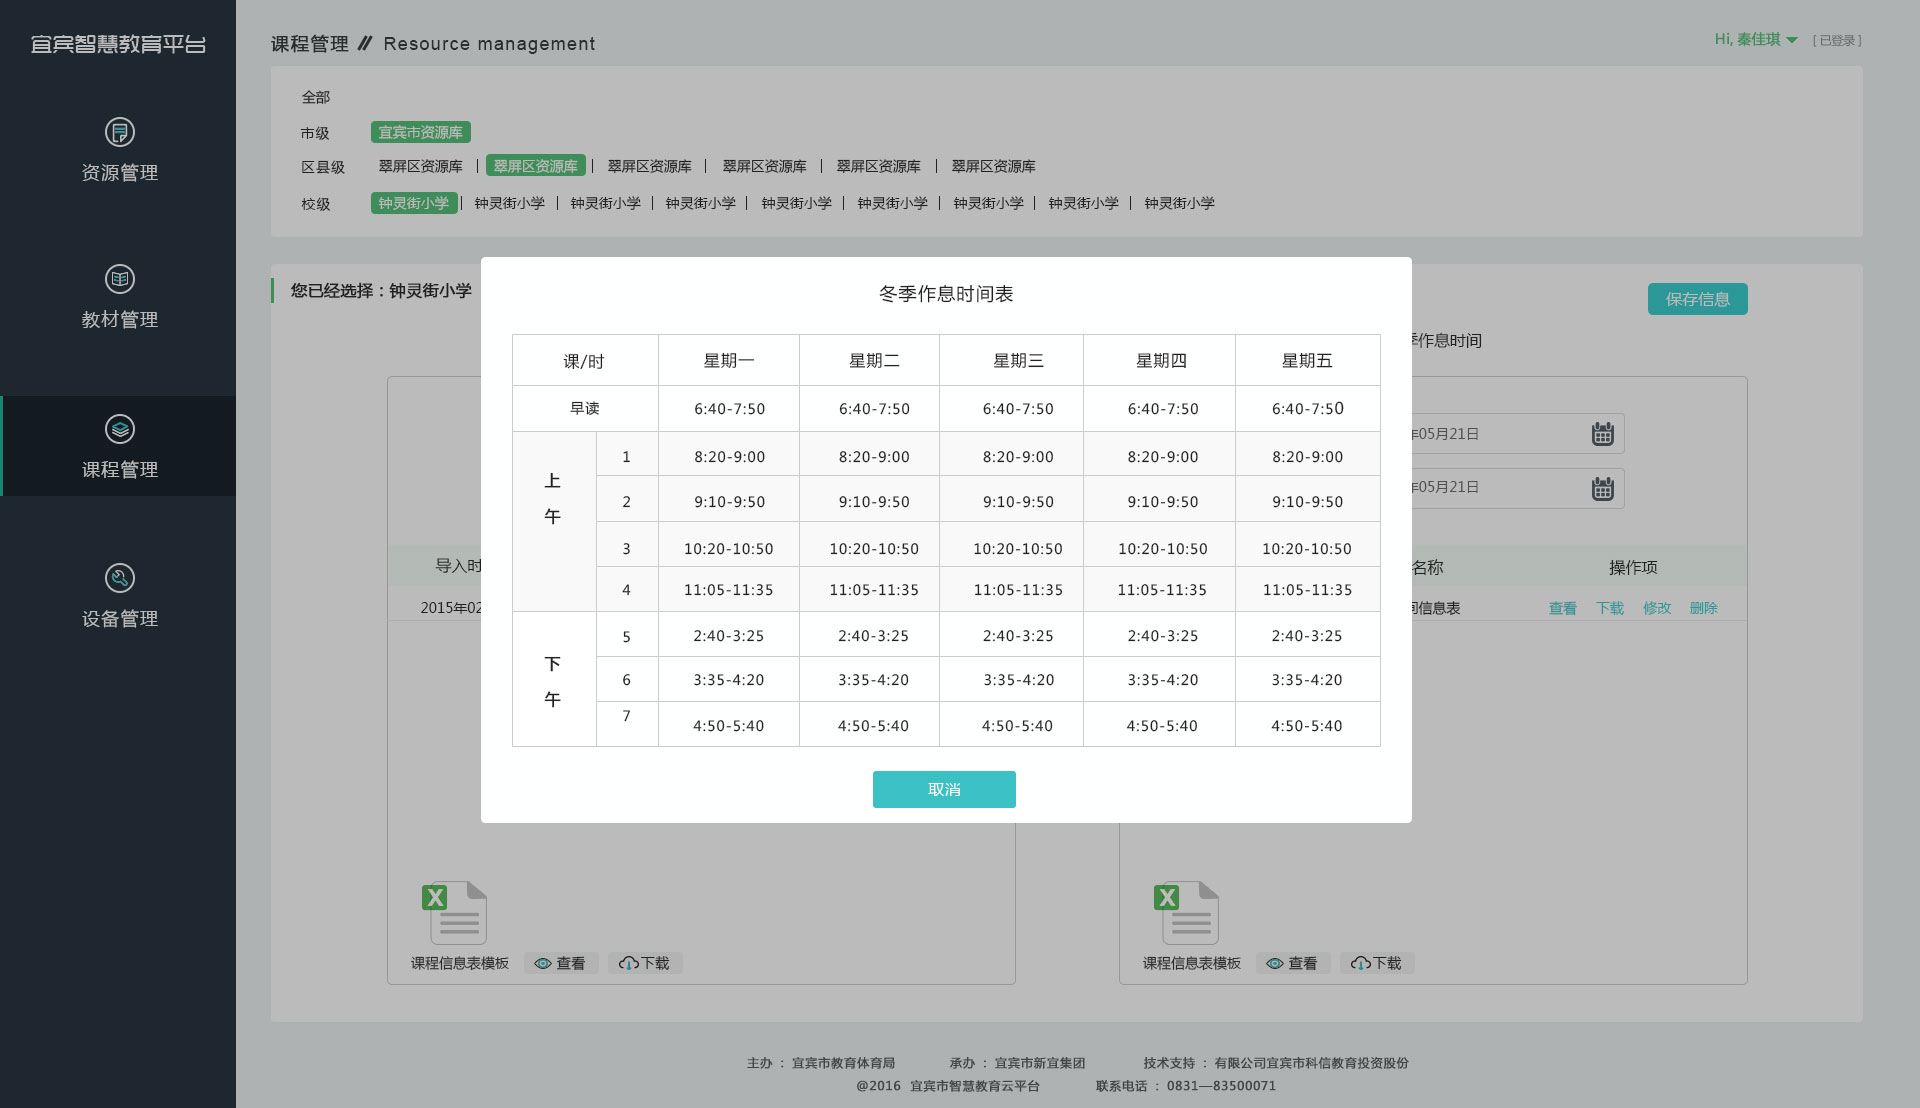 宜宾智慧教育平台
资源管理
教材管理
课程管理
设备管理
课程管理 // Resource management
Hi, 秦佳琪 [ 已登录 ]
全部
市级 宜宾市资源库
区县级 翠屏区资源库 | 翠屏区资源库 | 翠屏区资源库 | 翠屏区资源库 | 翠屏区资源库 | 翠屏区资源库
校级 钟灵街小学 | 钟灵街小学 | 钟灵街小学 | 钟灵街小学 | 钟灵街小学 | 钟灵街小学 | 钟灵街小学 | 钟灵街小学 | 钟灵街小学
您已经选择：钟灵街小学
保存信息
季作息时间
年05月21日
年05月21日
导入时
2015年02
名称 操作项
间信息表 查看 下载 修改 删除
冬季作息时间表
课/时 星期一 星期二 星期三 星期四 星期五
早读 6:40-7:50 6:40-7:50 6:40-7:50 6:40-7:50 6:40-7:50
上午
1 8:20-9:00 8:20-9:00 8:20-9:00 8:20-9:00 8:20-9:00
2 9:10-9:50 9:10-9:50 9:10-9:50 9:10-9:50 9:10-9:50
3 10:20-10:50 10:20-10:50 10:20-10:50 10:20-10:50 10:20-10:50
4 11:05-11:35 11:05-11:35 11:05-11:35 11:05-11:35 11:05-11:35
下午
5 2:40-3:25 2:40-3:25 2:40-3:25 2:40-3:25 2:40-3:25
6 3:35-4:20 3:35-4:20 3:35-4:20 3:35-4:20 3:35-4:20
7 4:50-5:40 4:50-5:40 4:50-5:40 4:50-5:40 4:50-5:40
取消
X
课程信息表模板 查看 下载
X
课程信息表模板 查看 下载
主办 ： 宜宾市教育体育局 承办 ： 宜宾市新宜集团 技术支持 ： 有限公司宜宾市科信教育投资股份
@2016 宜宾市智慧教育云平台 联系电话 ： 0831—83500071